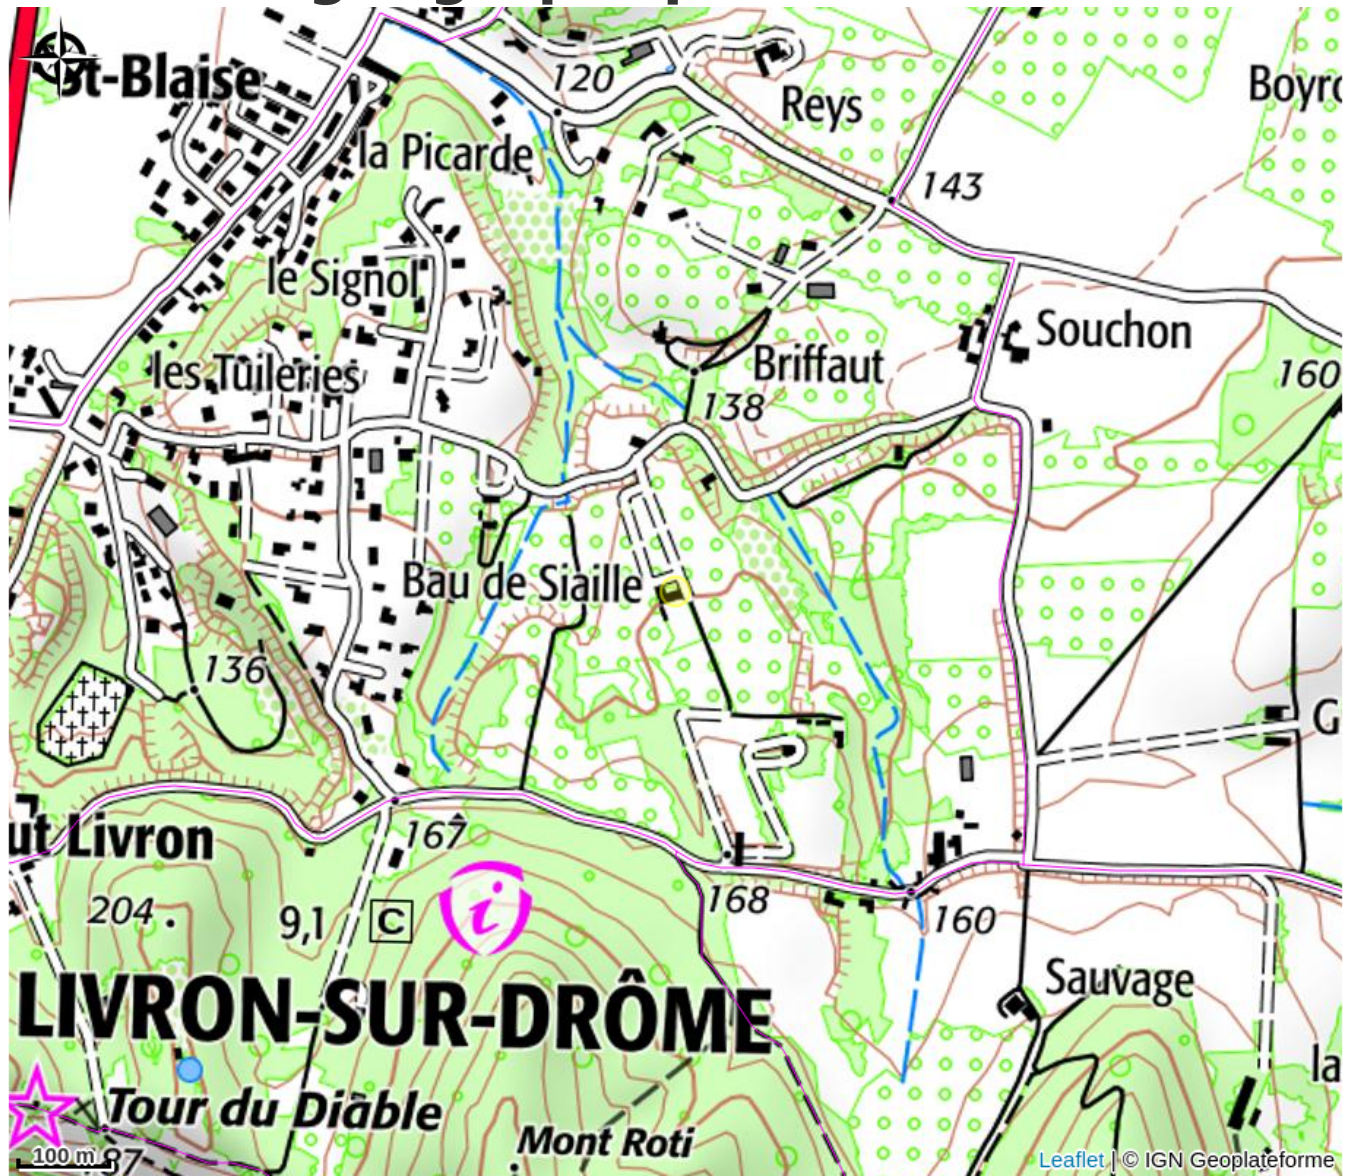 St-Blaise
120
Reys
Boyro
la Picarde
143
le Signol
Souchon
les Tuileries
Briffaut
160
138
Bau de Siaille
136
G
ut Livron
167
i
204
9,1
C
168
160
Sauvage
LIVRON-SUR-DRÔME
la
Tour du Diable
Mont Roti
100 m
87
Leaflet | © IGN Geoplateforme